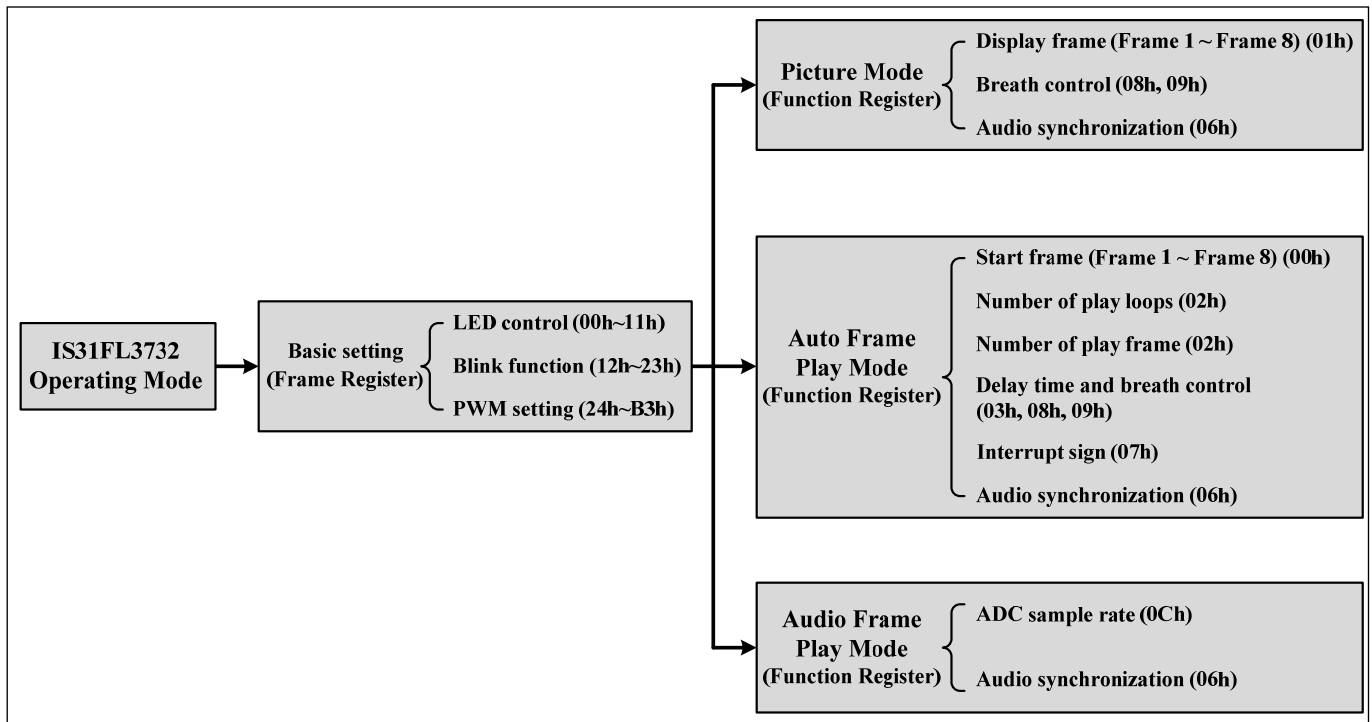 IS31FL3732
Operating Mode
Basic setting
(Frame Register)
LED control (00h~11h)
Blink function (12h~23h)
PWM setting (24h~B3h)
Picture Mode
(Function Register)
Display frame (Frame 1 ~ Frame 8) (01h)
Breath control (08h, 09h)
Audio synchronization (06h)
Auto Frame
Play Mode
(Function Register)
Start frame (Frame 1 ~ Frame 8) (00h)
Number of play loops (02h)
Number of play frame (02h)
Delay time and breath control
(03h, 08h, 09h)
Interrupt sign (07h)
Audio synchronization (06h)
Audio Frame
Play Mode
(Function Register)
ADC sample rate (0Ch)
Audio synchronization (06h)